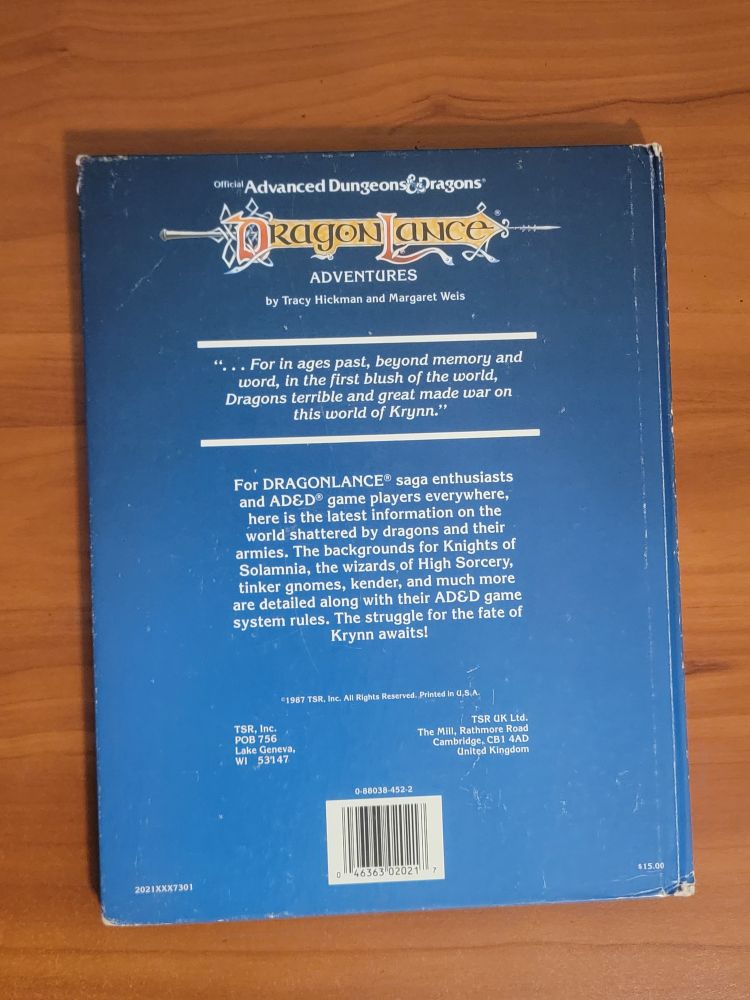 Official Advanced Dungeons & Dragons®
DRAGONLANCE®
ADVENTURES
by Tracy Hickman and Margaret Weis
“. . . For in ages past, beyond memory and
word, in the first blush of the world,
Dragons terrible and great made war on
this world of Krynn.”
For DRAGONLANCE® saga enthusiasts
and AD&D® game players everywhere,
here is the latest information on the
world shattered by dragons and their
armies. The backgrounds for Knights of
Solamnia, the wizards of High Sorcery,
tinker gnomes, kender, and much more
are detailed along with their AD&D game
system rules. The struggle for the fate of
Krynn awaits!
©1987 TSR, Inc. All Rights Reserved. Printed in U.S.A.
TSR, Inc.
POB 756
Lake Geneva,
WI 53147
TSR UK Ltd.
The Mill, Rathmore Road
Cambridge, CB1 4AD
United Kingdom
0-88038-452-2
0 46363 02021 7
2021XXX7301
$15.00